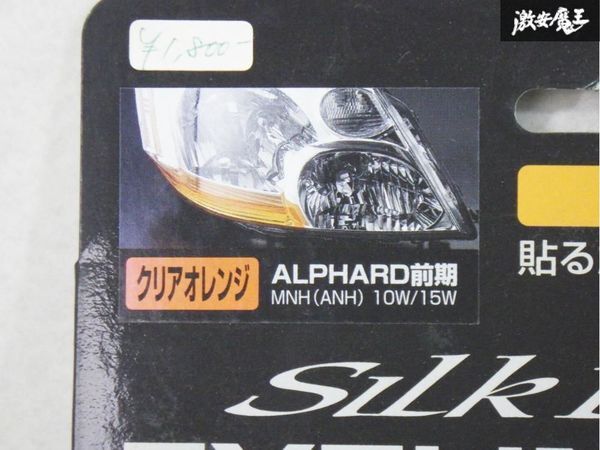 激安魔王
¥1,800-
クリアオレンジ
ALPHARD前期
MNH(ANH) 10W/15W
貼る
Silk